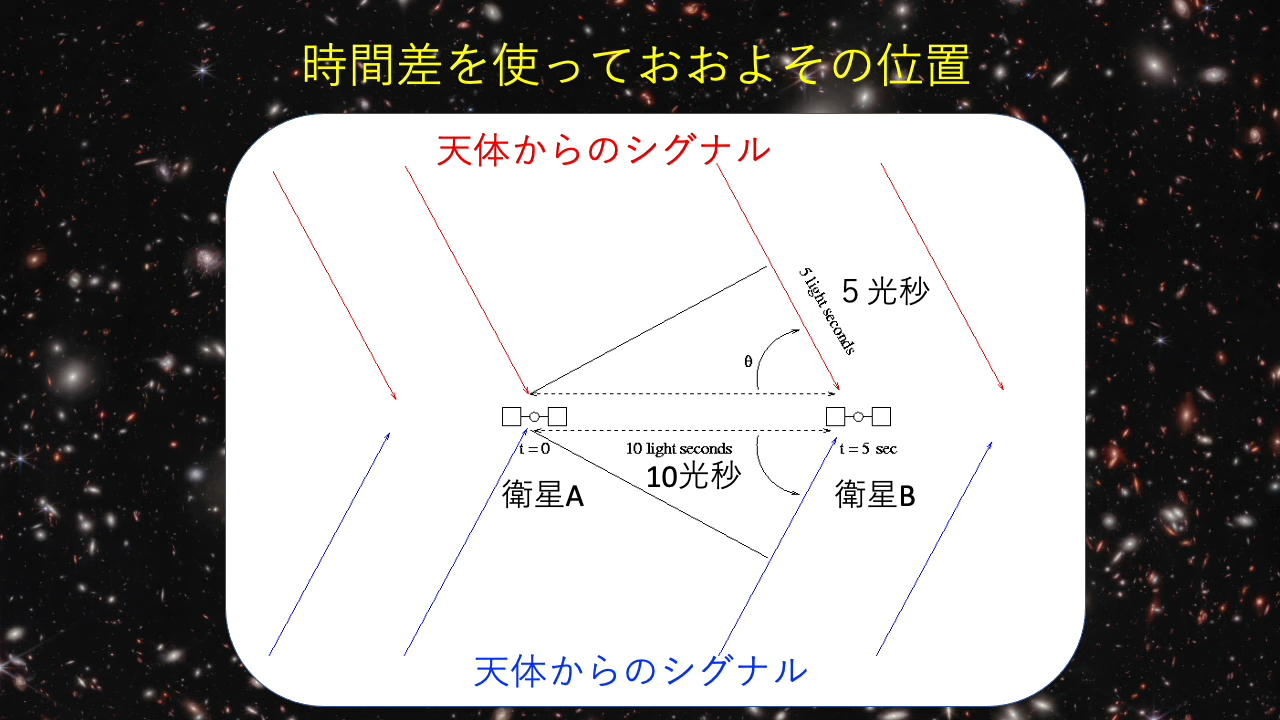 時間差を使っておおよその位置
天体からのシグナル
5 light seconds
5 光秒
θ
t = 0
10 light seconds
t = 5 sec
10光秒
衛星A
衛星B
天体からのシグナル